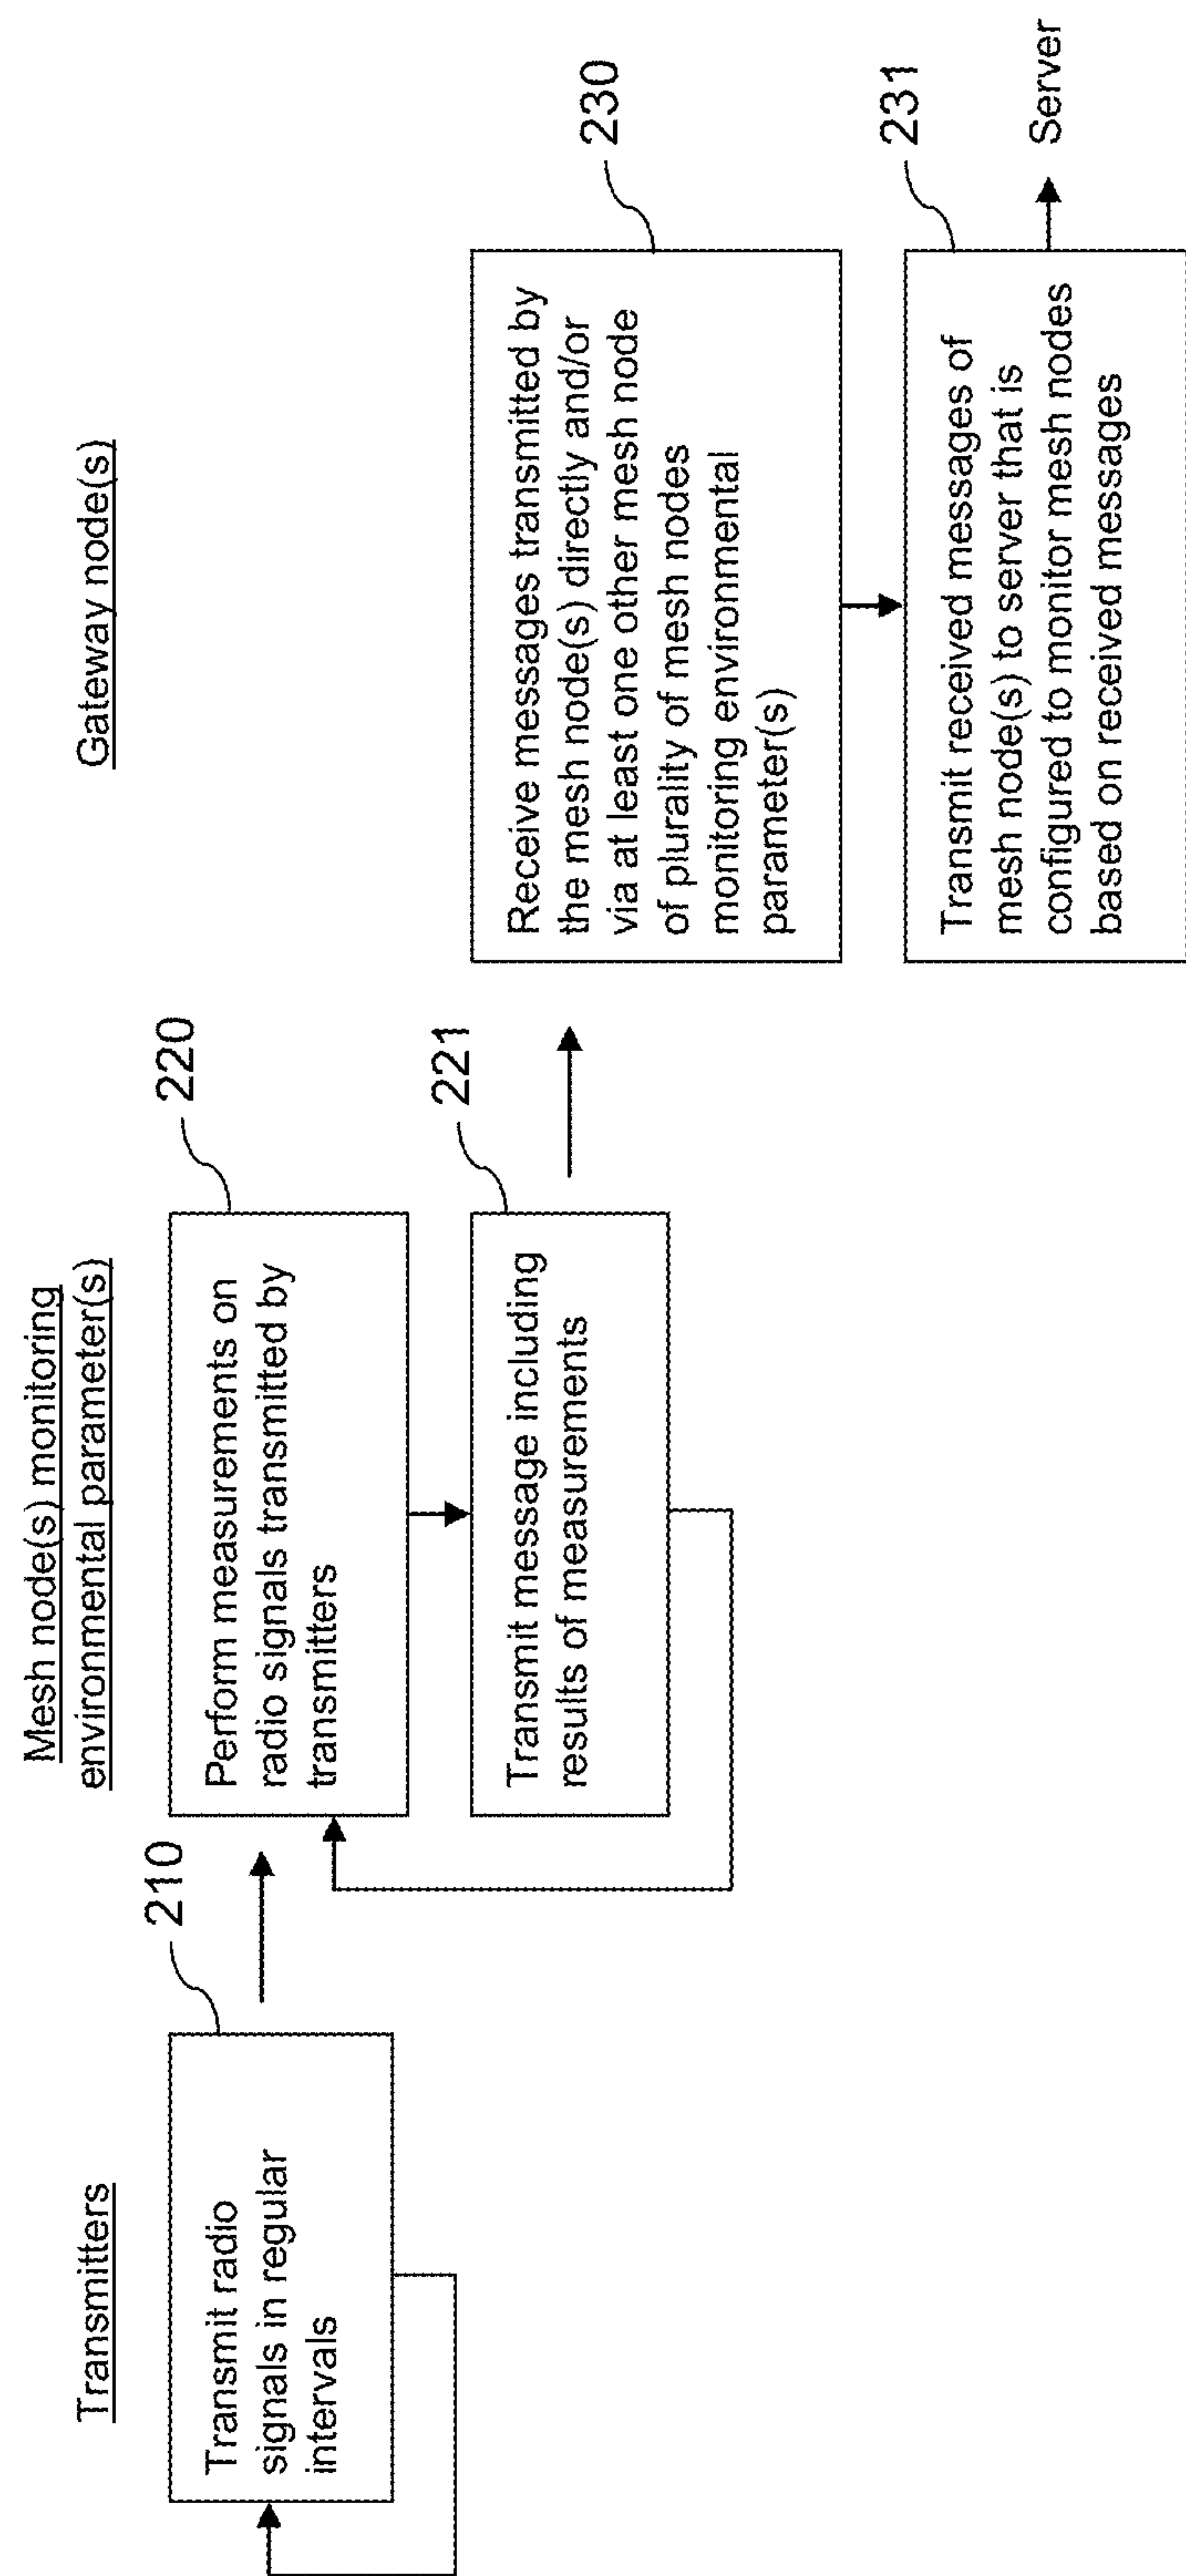 Transmitters
210
Transmit radio
signals in regular
intervals
Mesh node(s) monitoring
environmental parameter(s)
220
Perform measurements on
radio signals transmitted by
transmitters
221
Transmit message including
results of measurements
Gateway node(s)
230
Receive messages transmitted by
the mesh node(s) directly and/or
via at least one other mesh node
of plurality of mesh nodes
monitoring environmental
parameter(s)
231
Transmit received messages of
mesh node(s) to server that is
configured to monitor mesh nodes
based on received messages
Server